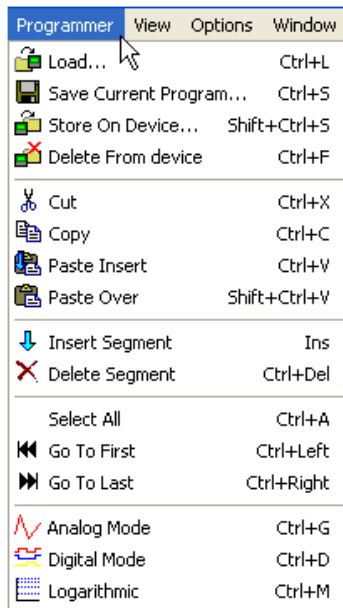 Programmer View Options Window
Load... Ctrl+L
Save Current Program... Ctrl+S
Store On Device... Shift+Ctrl+S
Delete From device Ctrl+F
Cut Ctrl+X
Copy Ctrl+C
Paste Insert Ctrl+V
Paste Over Shift+Ctrl+V
Insert Segment Ins
Delete Segment Ctrl+Del
Select All Ctrl+A
Go To First Ctrl+Left
Go To Last Ctrl+Right
Analog Mode Ctrl+G
Digital Mode Ctrl+D
Logarithmic Ctrl+M